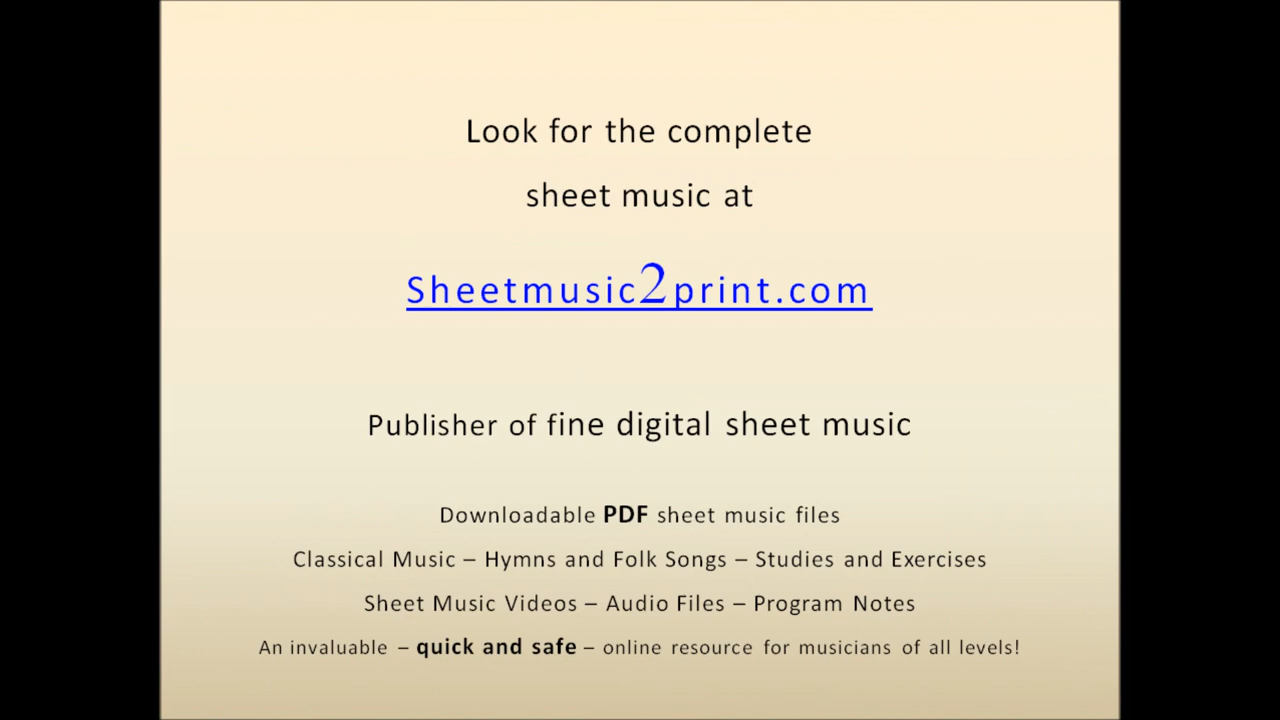 Look for the complete
sheet music at
Sheetmusic2print.com
Publisher of fine digital sheet music
Downloadable PDF sheet music files
Classical Music – Hymns and Folk Songs – Studies and Exercises
Sheet Music Videos – Audio Files – Program Notes
An invaluable – quick and safe – online resource for musicians of all levels!